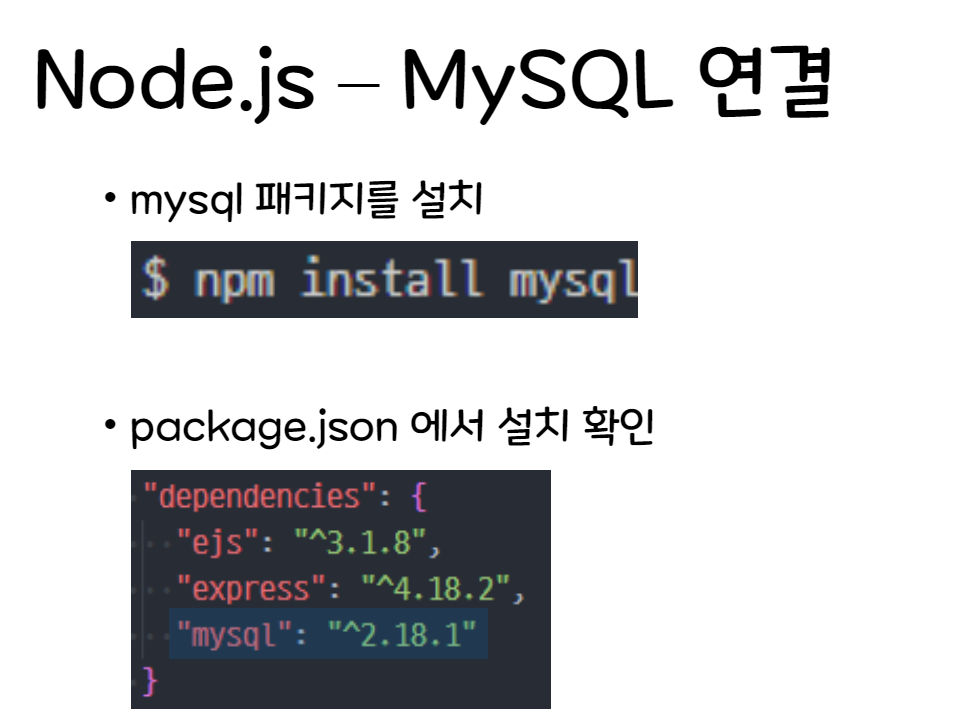 Node.js – MySQL 연결
• mysql 패키지를 설치
$ npm install mysql
• package.json 에서 설치 확인
"dependencies": {
"ejs": "^3.1.8",
"express": "^4.18.2",
"mysql": "^2.18.1"
}